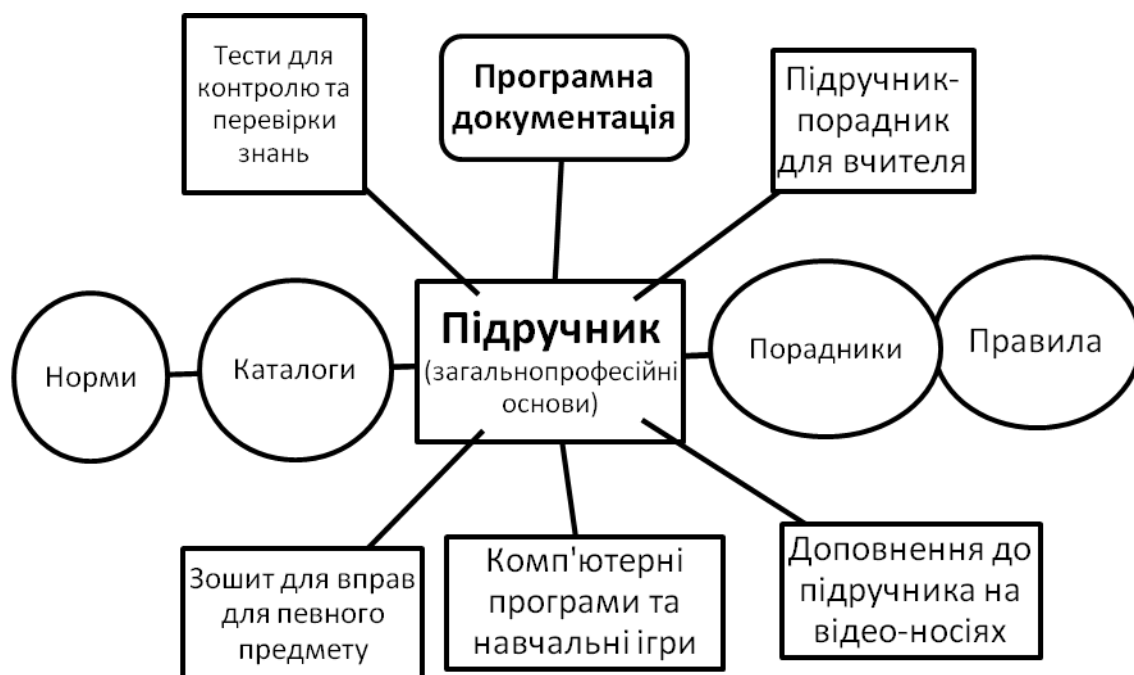 Тести для
контролю та
перевірки
знань
Програмна
документація
Підручник-
порадник
для вчителя
Норми
Каталоги
Підручник
(загальнопрофесійні
основи)
Порадники
Правила
Зошит для вправ
для певного
предмету
Комп'ютерні
програми та
навчальні ігри
Доповнення до
підручника на
відео-носіях